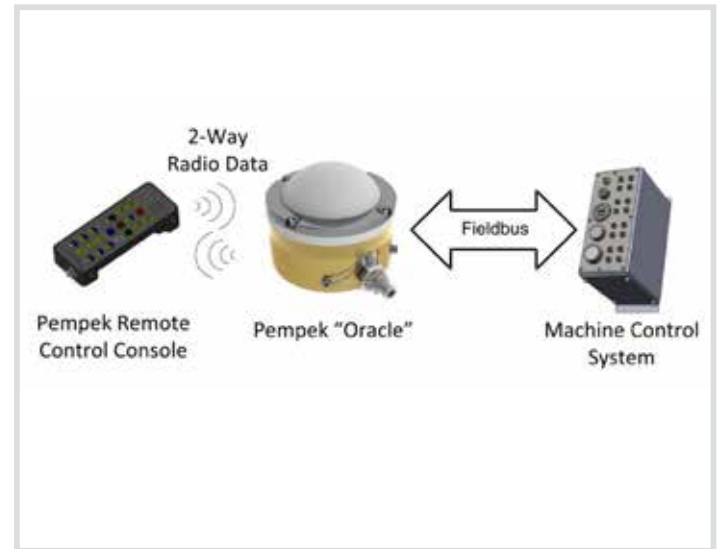 2-Way
Radio Data
Fieldbus
Pempek Remote
Control Console
Pempek “Oracle”
Machine Control
System